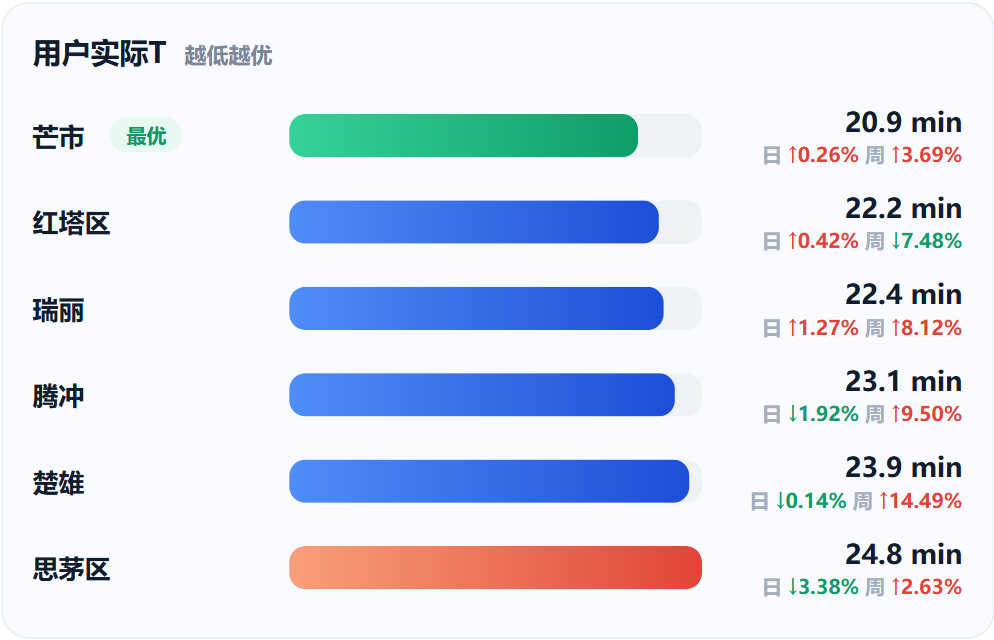 用户实际T 越低越优
芒市 最优 20.9 min
日 ↑0.26% 周 ↑3.69%
红塔区 22.2 min
日 ↑0.42% 周 ↓7.48%
瑞丽 22.4 min
日 ↑1.27% 周 ↑8.12%
腾冲 23.1 min
日 ↓1.92% 周 ↑9.50%
楚雄 23.9 min
日 ↓0.14% 周 ↑14.49%
思茅区 24.8 min
日 ↓3.38% 周 ↑2.63%